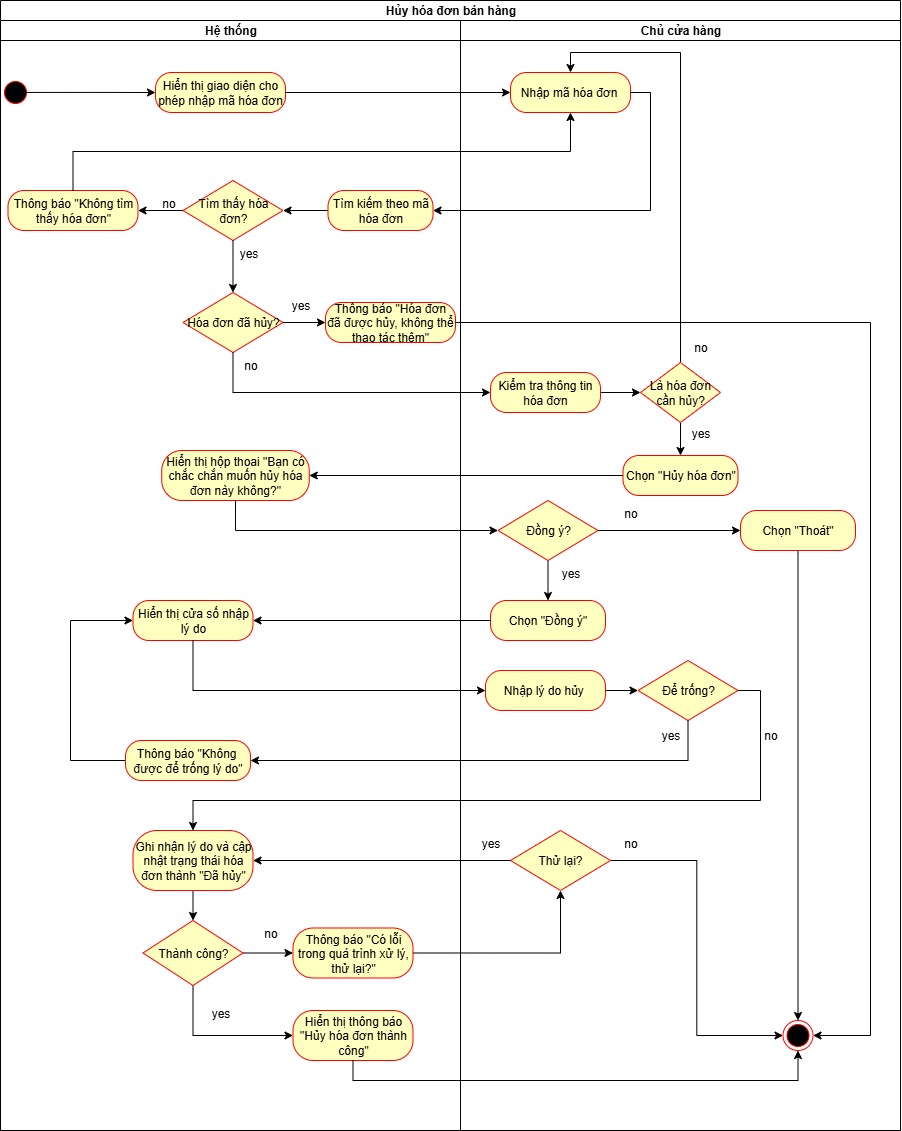 Hủy hóa đơn bán hàng
Hệ thống
Chủ cửa hàng
Hiển thị giao diện cho
phép nhập mã hóa đơn
Nhập mã hóa đơn
Thông báo "Không tìm
thấy hóa đơn"
no
Tìm thấy hóa
đơn?
Tìm kiếm theo mã
hóa đơn
yes
Hóa đơn đã hủy?
yes
Thông báo "Hóa đơn
đã được hủy, không thể
thao tác thêm"
no
no
Kiểm tra thông tin
hóa đơn
Là hóa đơn
cần hủy?
yes
Hiển thị hộp thoại "Bạn có
chắc chắn muốn hủy hóa
đơn này không?"
Chọn "Hủy hóa đơn"
Đồng ý?
no
Chọn "Thoát"
yes
Hiển thị cửa số nhập
lý do
Chọn "Đồng ý"
Nhập lý do hủy
Để trống?
yes
no
Thông báo "Không
được để trống lý do"
Ghi nhận lý do và cập
nhật trạng thái hóa
đơn thành "Đã hủy"
yes
Thử lại?
no
Thành công?
no
Thông báo "Có lỗi
trong quá trình xử lý,
thử lại?"
yes
Hiển thị thông báo
"Hủy hóa đơn thành
công"